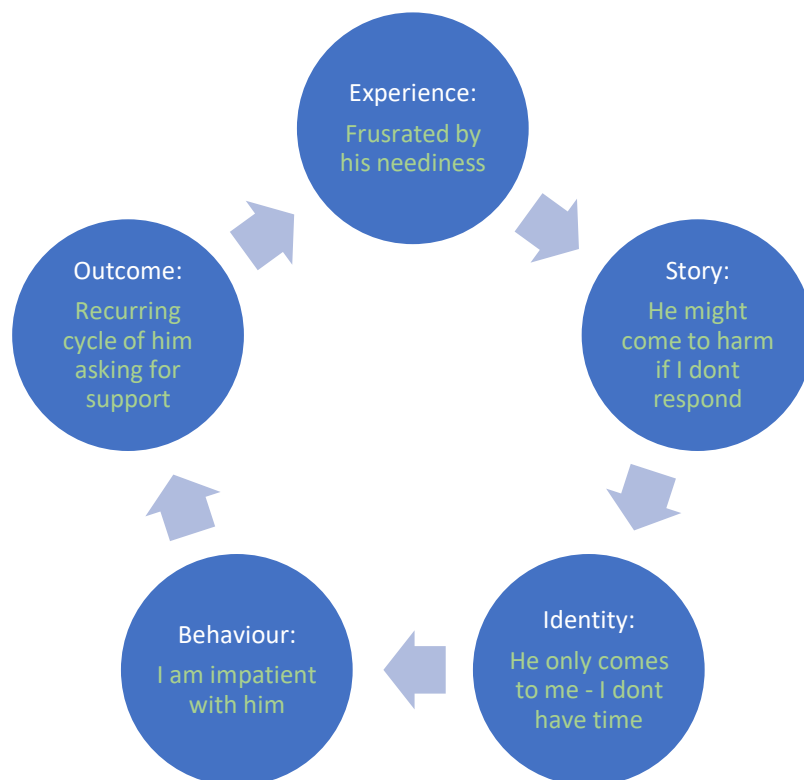 Experience:
Frusrated by
his neediness
Story:
He might
come to harm
if I dont
respond
Identity:
He only comes
to me - I dont
have time
Behaviour:
I am impatient
with him
Outcome:
Recurring
cycle of him
asking for
support